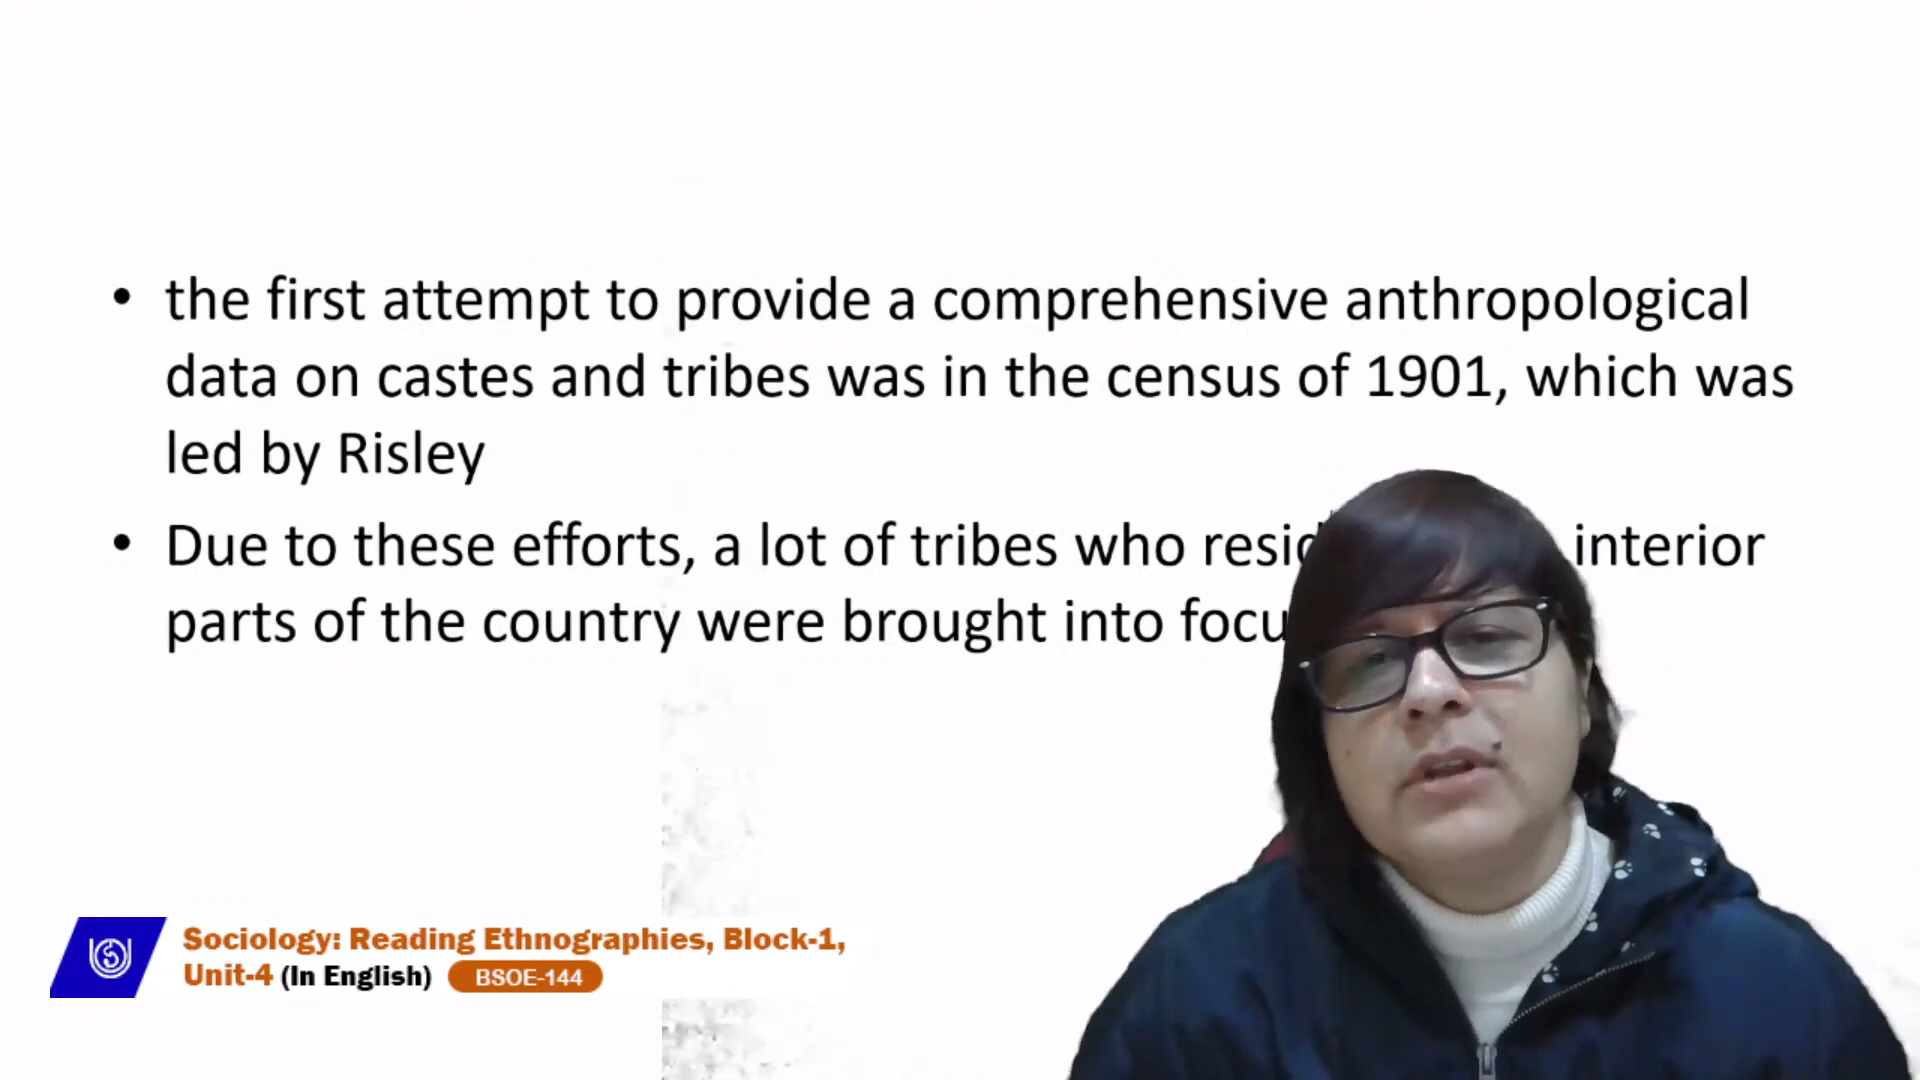 • the first attempt to provide a comprehensive anthropological
data on castes and tribes was in the census of 1901, which was
led by Risley
• Due to these efforts, a lot of tribes who interior
parts of the country were brought into
Sociology: Reading Ethnographies, Block-1,
Unit-4 (In English) BSOE-144